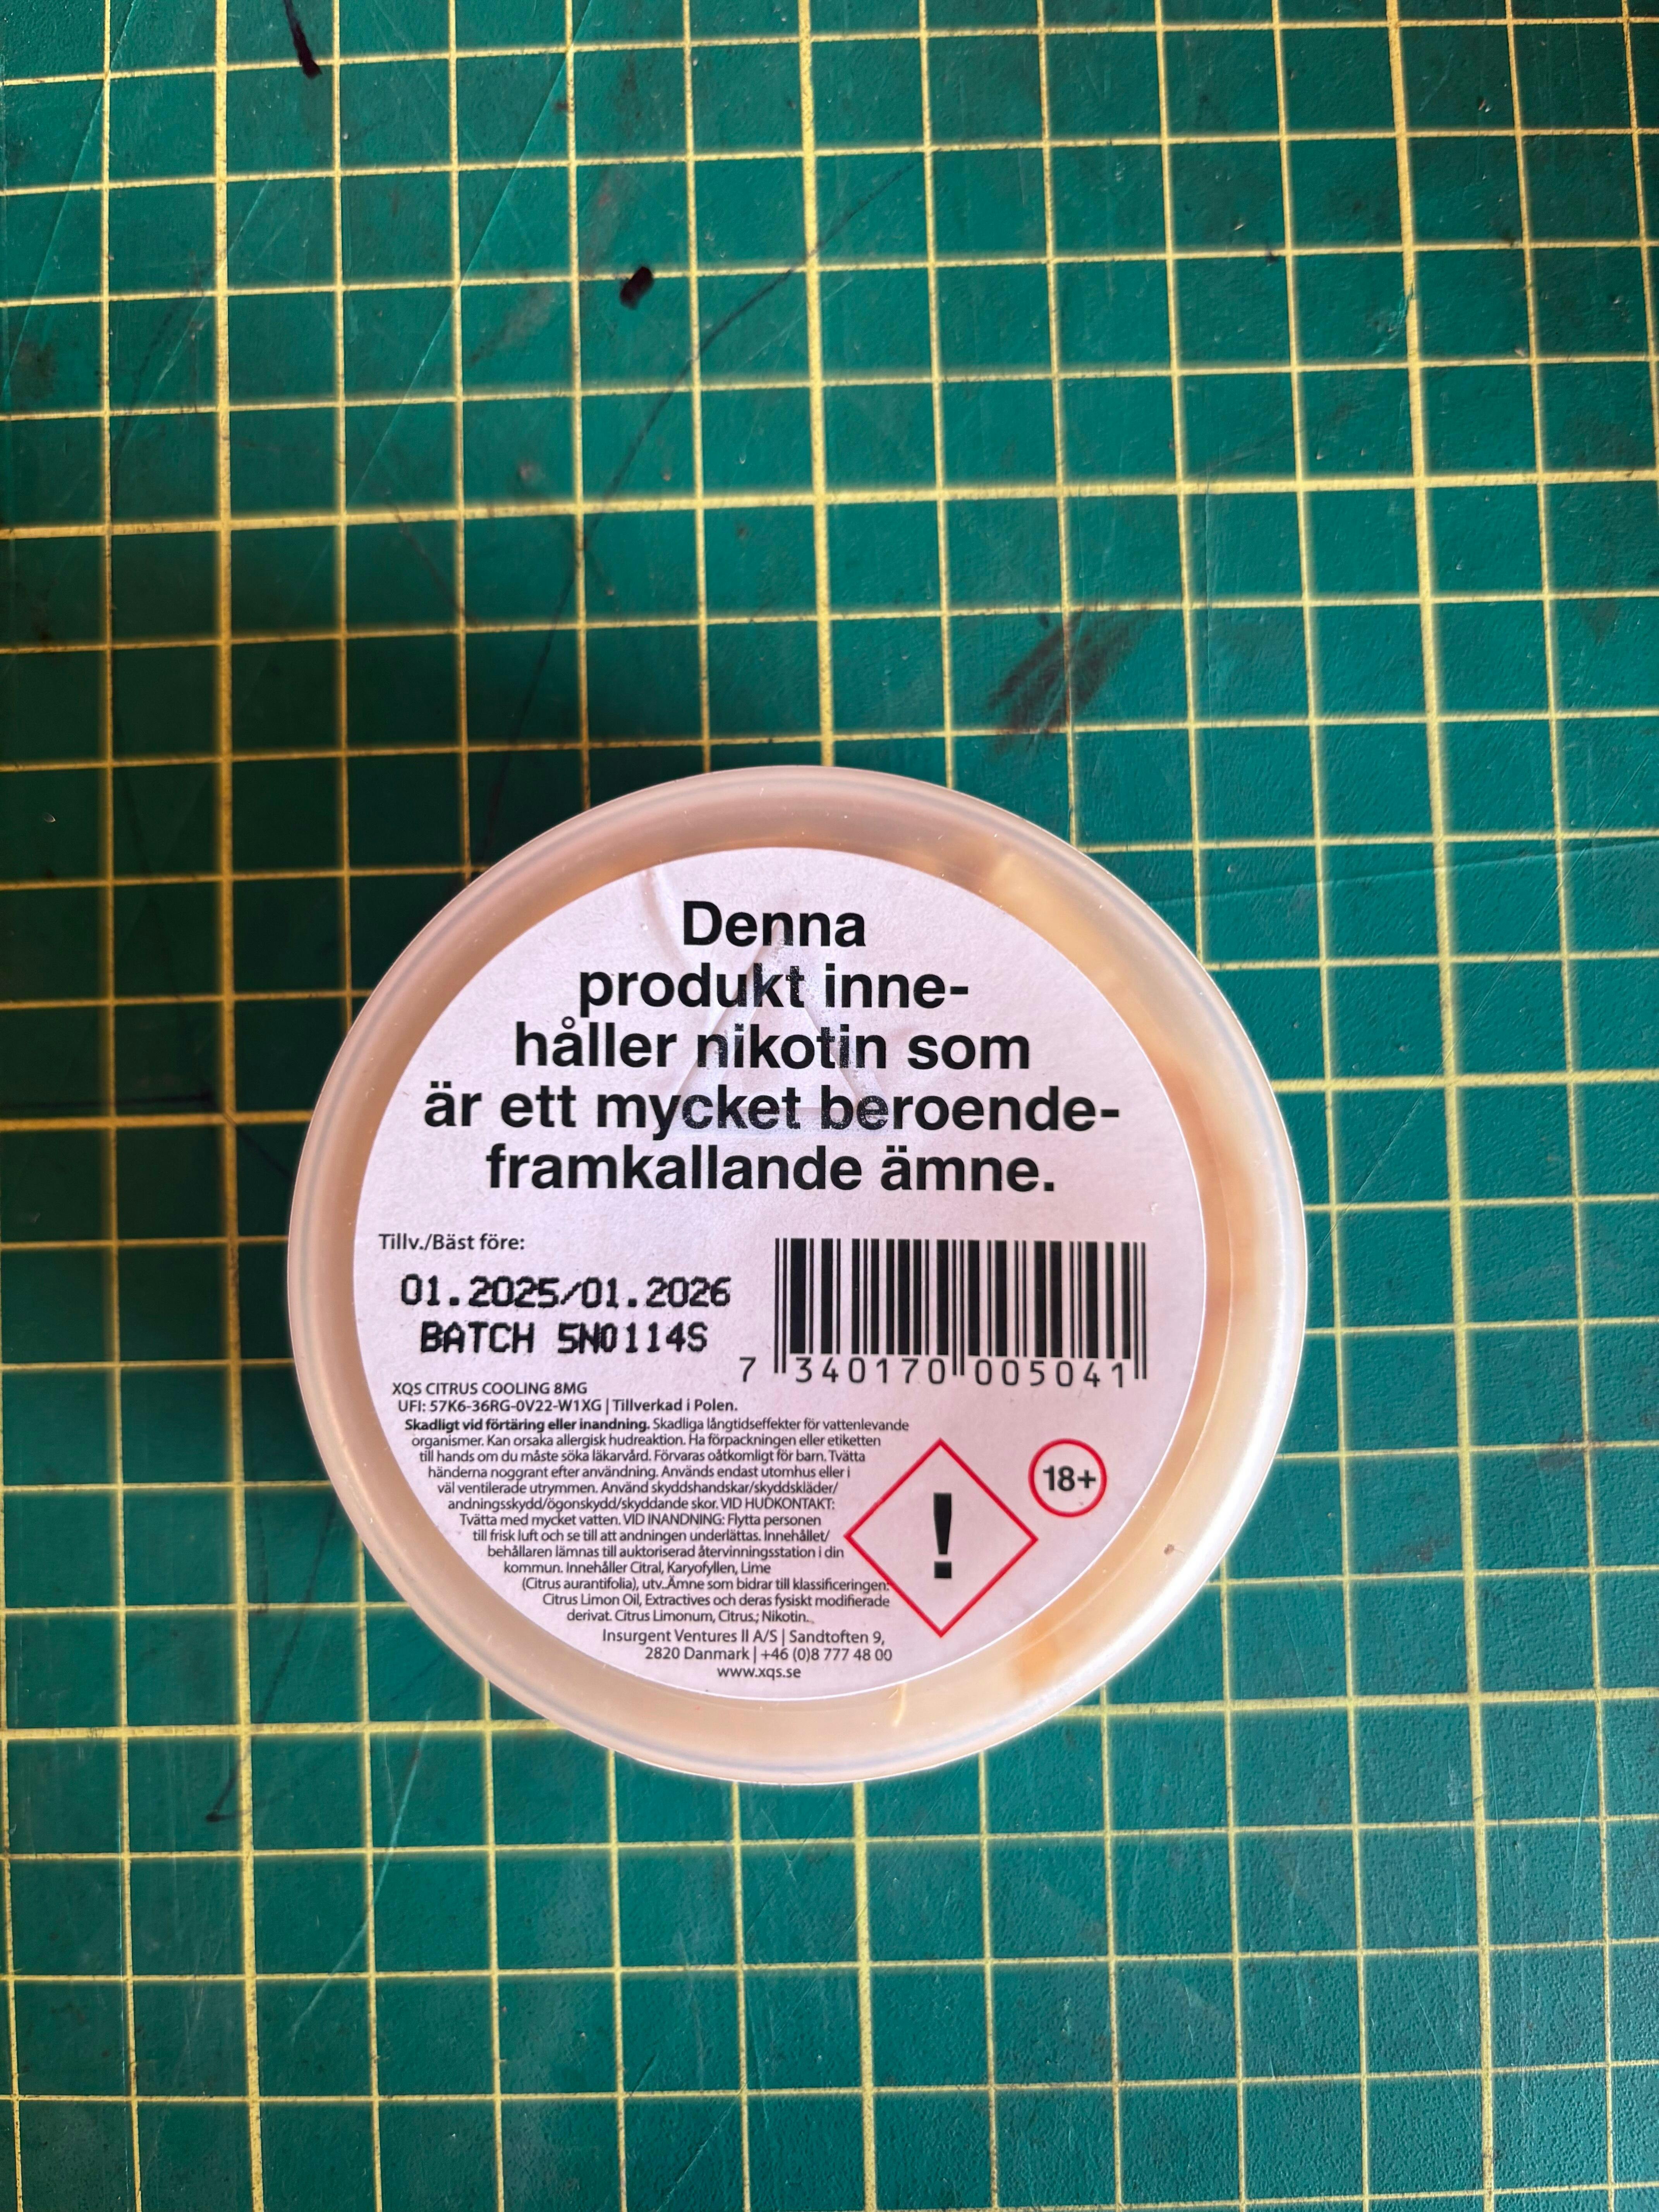 Denna
produkt inne-
håller nikotin som
är ett mycket beroende-
framkallande ämne.
Tillv./Bäst före:
01.2025/01.2026
BATCH 5N0114S
7 340170 005041
XQS CITRUS COOLING 8MG
UFI: 57K6-36RG-0V22-W1XG | Tillverkad i Polen.
Skadligt vid förtäring eller inandning. Skadliga långtidseffekter för vattenlevande
organismer. Kan orsaka allergisk hudreaktion. Ha förpackningen eller etiketten
till hands om du måste söka läkarvård. Förvaras oåtkomligt för barn. Tvätta
händerna noggrant efter användning. Används endast utomhus eller i
väl ventilerade utrymmen. Använd skyddshandskar/skyddskläder/
andningsskydd/ögonskydd/skyddande skor. VID HUDKONTAKT:
Tvätta med mycket vatten. VID INANDNING: Flytta personen
till frisk luft och se till att andningen underlättas. Innehållet/
behållaren lämnas till auktoriserad återvinningsstation i din
kommun. Innehåller Citral, Karyofyllen, Lime
(Citrus aurantifolia), utv..Ämne som bidrar till klassificeringen:
Citrus Limon Oil, Extractives och deras fysiskt modifierade
derivat. Citrus Limonum, Citrus.; Nikotin.
!
18+
Insurgent Ventures II A/S | Sandtoften 9,
2820 Danmark | +46 (0)8 777 48 00
www.xqs.se